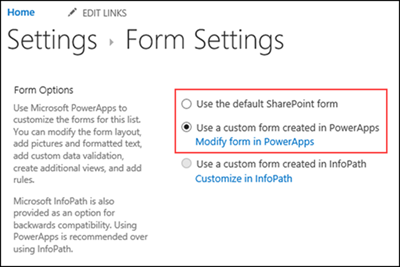 Home EDIT LINKS
Settings › Form Settings
Form Options
Use Microsoft PowerApps to
customize the forms for this list.
You can modify the form layout,
add pictures and formatted text,
add custom data validation,
create additional views, and add
rules.
Microsoft InfoPath is also
provided as an option for
backwards compatibility. Using
PowerApps is recommended over
using InfoPath.
Use the default SharePoint form
Use a custom form created in PowerApps
Modify form in PowerApps
Use a custom form created in InfoPath
Customize in InfoPath